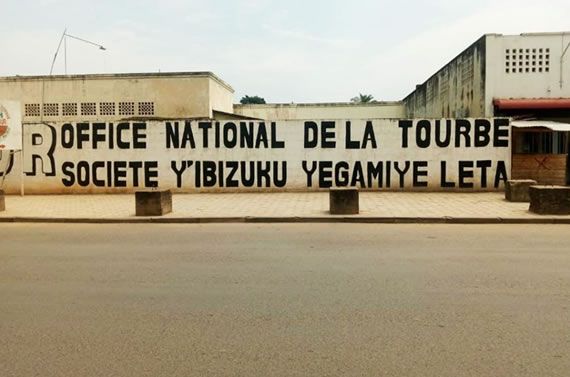 R
OFFICE NATIONAL DE LA TOURBE
SOCIETE Y'IBIZUKU YEGAMIYE LETA